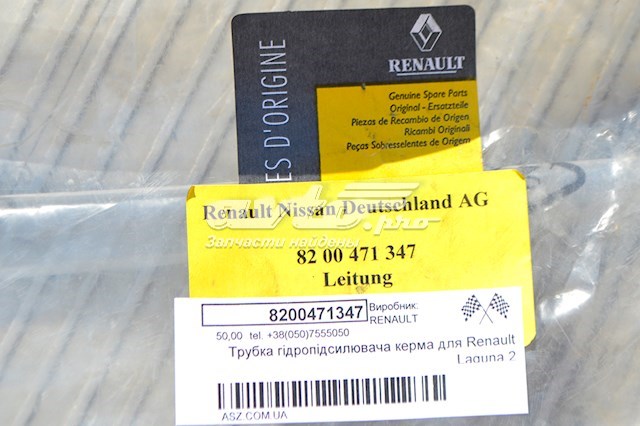 RENAULT
ES D'ORIGINE
Genuine Spare Parts
Original - Ersatzteile
Piezas de Recambio de Origen
Ricambi Originali
Peças Sobresselentes de Origem
Renault Nissan Deutschland AG
avto.pro
Запчасти найдены
82 00 471 347
Leitung
8200471347
Виробник:
RENAULT
50,00 tel. +38(050)7555050
Трубка гідропідсилювача керма для Renault
Laguna 2
ASZ.COM.UA